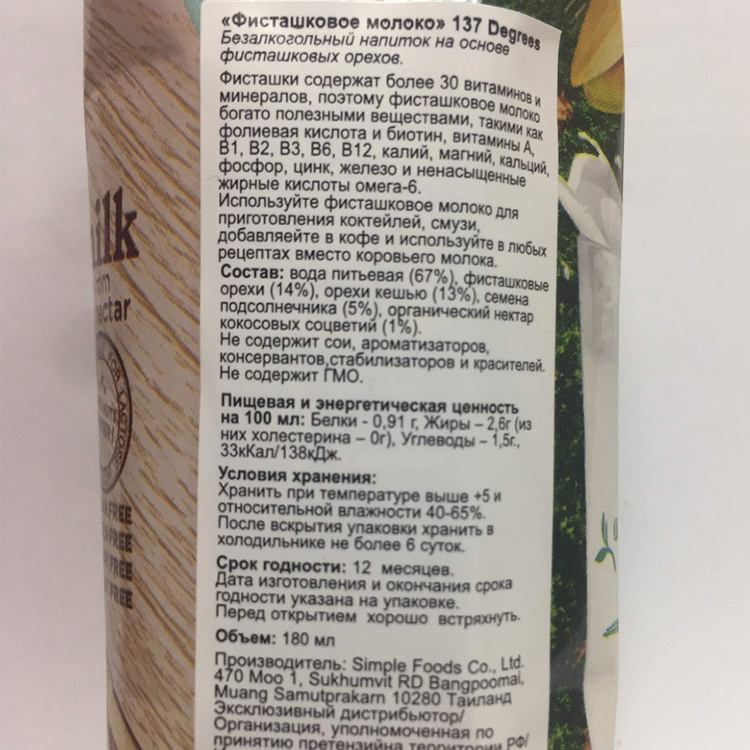 «Фисташковое молоко» 137 Degrees
Безалкогольный напиток на основе
фисташковых орехов.
Фисташки содержат более 30 витаминов и
минералов, поэтому фисташковое молоко
богато полезными веществами, такими как
фолиевая кислота и биотин, витамины А,
В1, В2, В3, В6, В12, калий, магний, кальций,
фосфор, цинк, железо и ненасыщенные
жирные кислоты омега-6.
Используйте фисташковое молоко для
приготовления коктейлей, смузи,
добавляейте в кофе и используйте в любых
рецептах вместо коровьего молока.
Состав: вода питьевая (67%), фисташковые
орехи (14%), орехи кешью (13%), семена
подсолнечника (5%), органический нектар
кокосовых соцветий (1%).
Не содержит сои, ароматизаторов,
консервантов,стабилизаторов и красителей.
Не содержит ГМО.
Пищевая и энергетическая ценность
на 100 мл: Белки - 0,91 г, Жиры – 2,6г (из
них холестерина – 0г), Углеводы – 1,5г.,
33кКал/138кДж.
Условия хранения:
Хранить при температуре выше +5 и
относительной влажности 40-65%.
После вскрытия упаковки хранить в
холодильнике не более 6 суток.
Срок годности: 12 месяцев.
Дата изготовления и окончания срока
годности указана на упаковке.
Перед открытием хорошо встряхнуть.
Объем: 180 мл
Производитель: Simple Foods Co., Ltd.
470 Moo 1, Sukhumvit RD Bangpoomai,
Muang Samutprakarn 10280 Таиланд
Эксклюзивный дистрибьютор/
Организация, уполномоченная по
принятию претензийна территории РФ/
ilk
om
ectar
FOR LACTOS
FREE
FREE
FREE
FREE